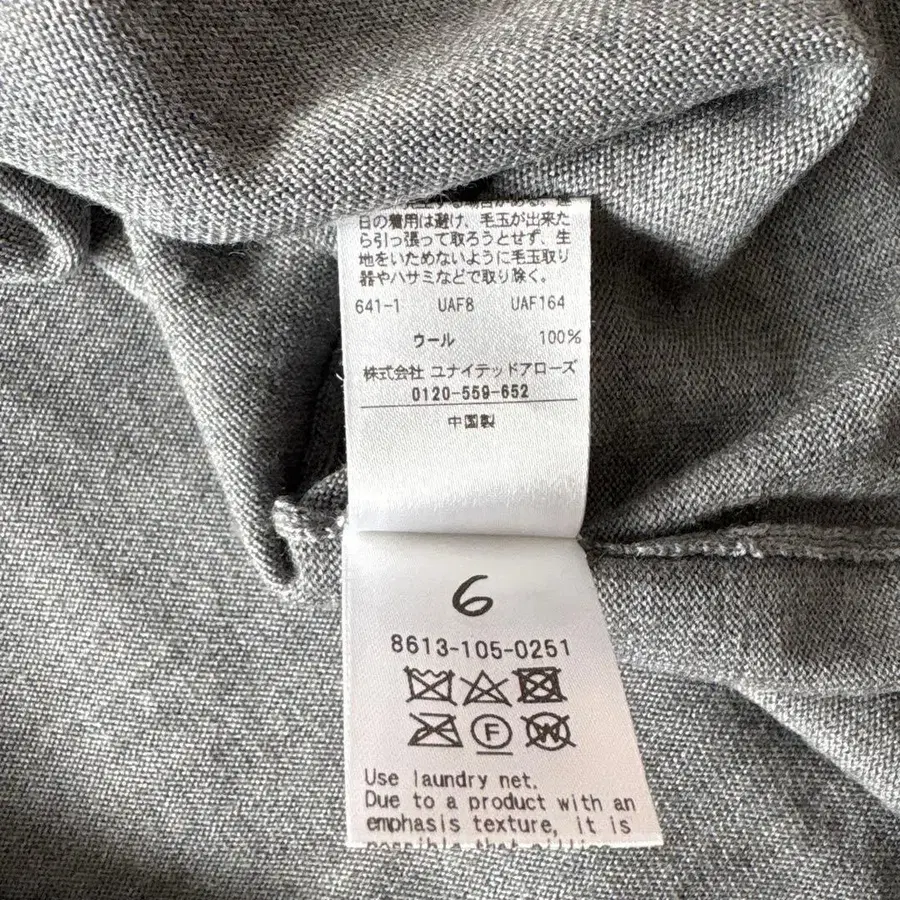 日の着用は避け、毛玉が出来た
ら引っ張って取ろうとせず、生
地をいためないように毛玉取り
器やハサミなどで取り除く。
641-1 UAF8 UAF164
ウール 100%
株式会社 ユナイテッドアローズ
0120-559-652
中国製
6
8613-105-0251
F
W
Use laundry net.
Due to a product with an
emphasis texture, it is
possible that pilling